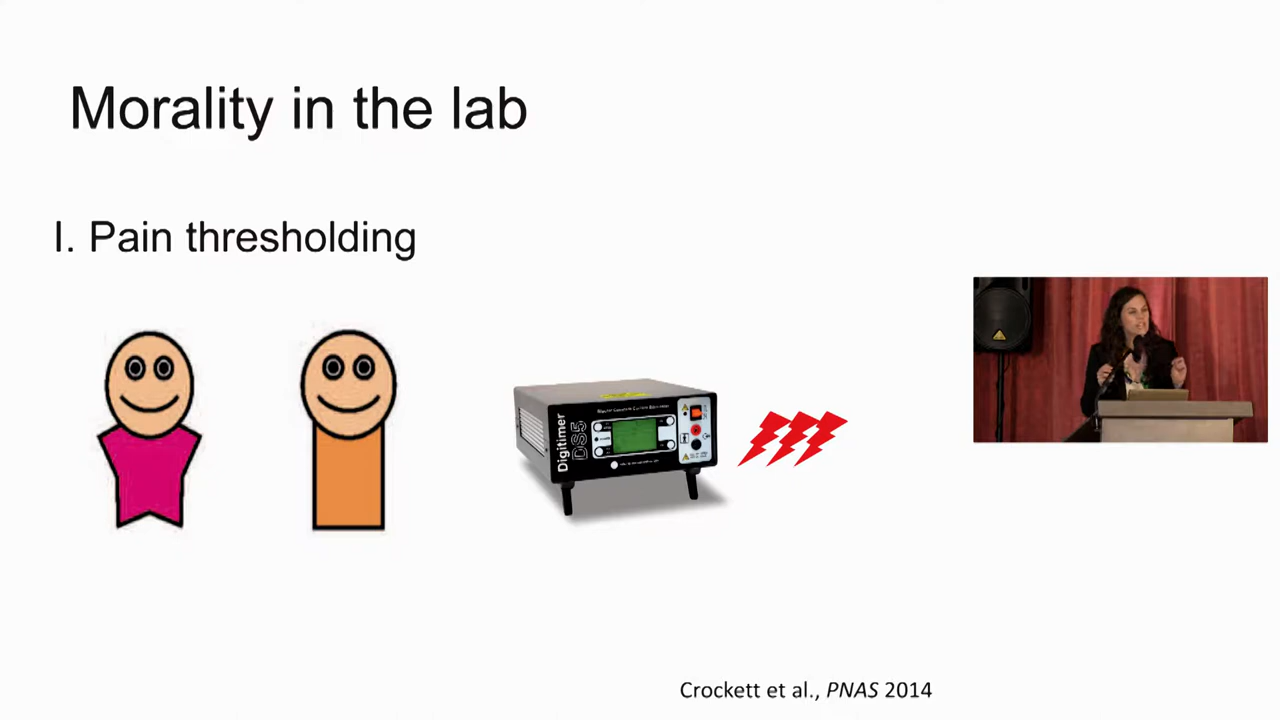 Morality in the lab
I. Pain thresholding
Digitimer
DS5
Crockett et al., PNAS 2014